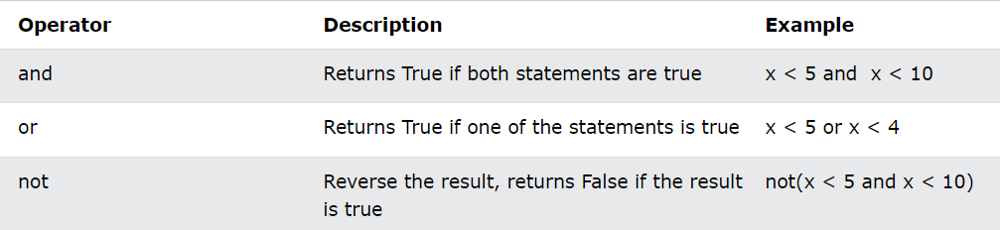 Operator Description Example
and Returns True if both statements are true x < 5 and  x < 10
or Returns True if one of the statements is true x < 5 or x < 4
not Reverse the result, returns False if the result not(x < 5 and x < 10)
is true